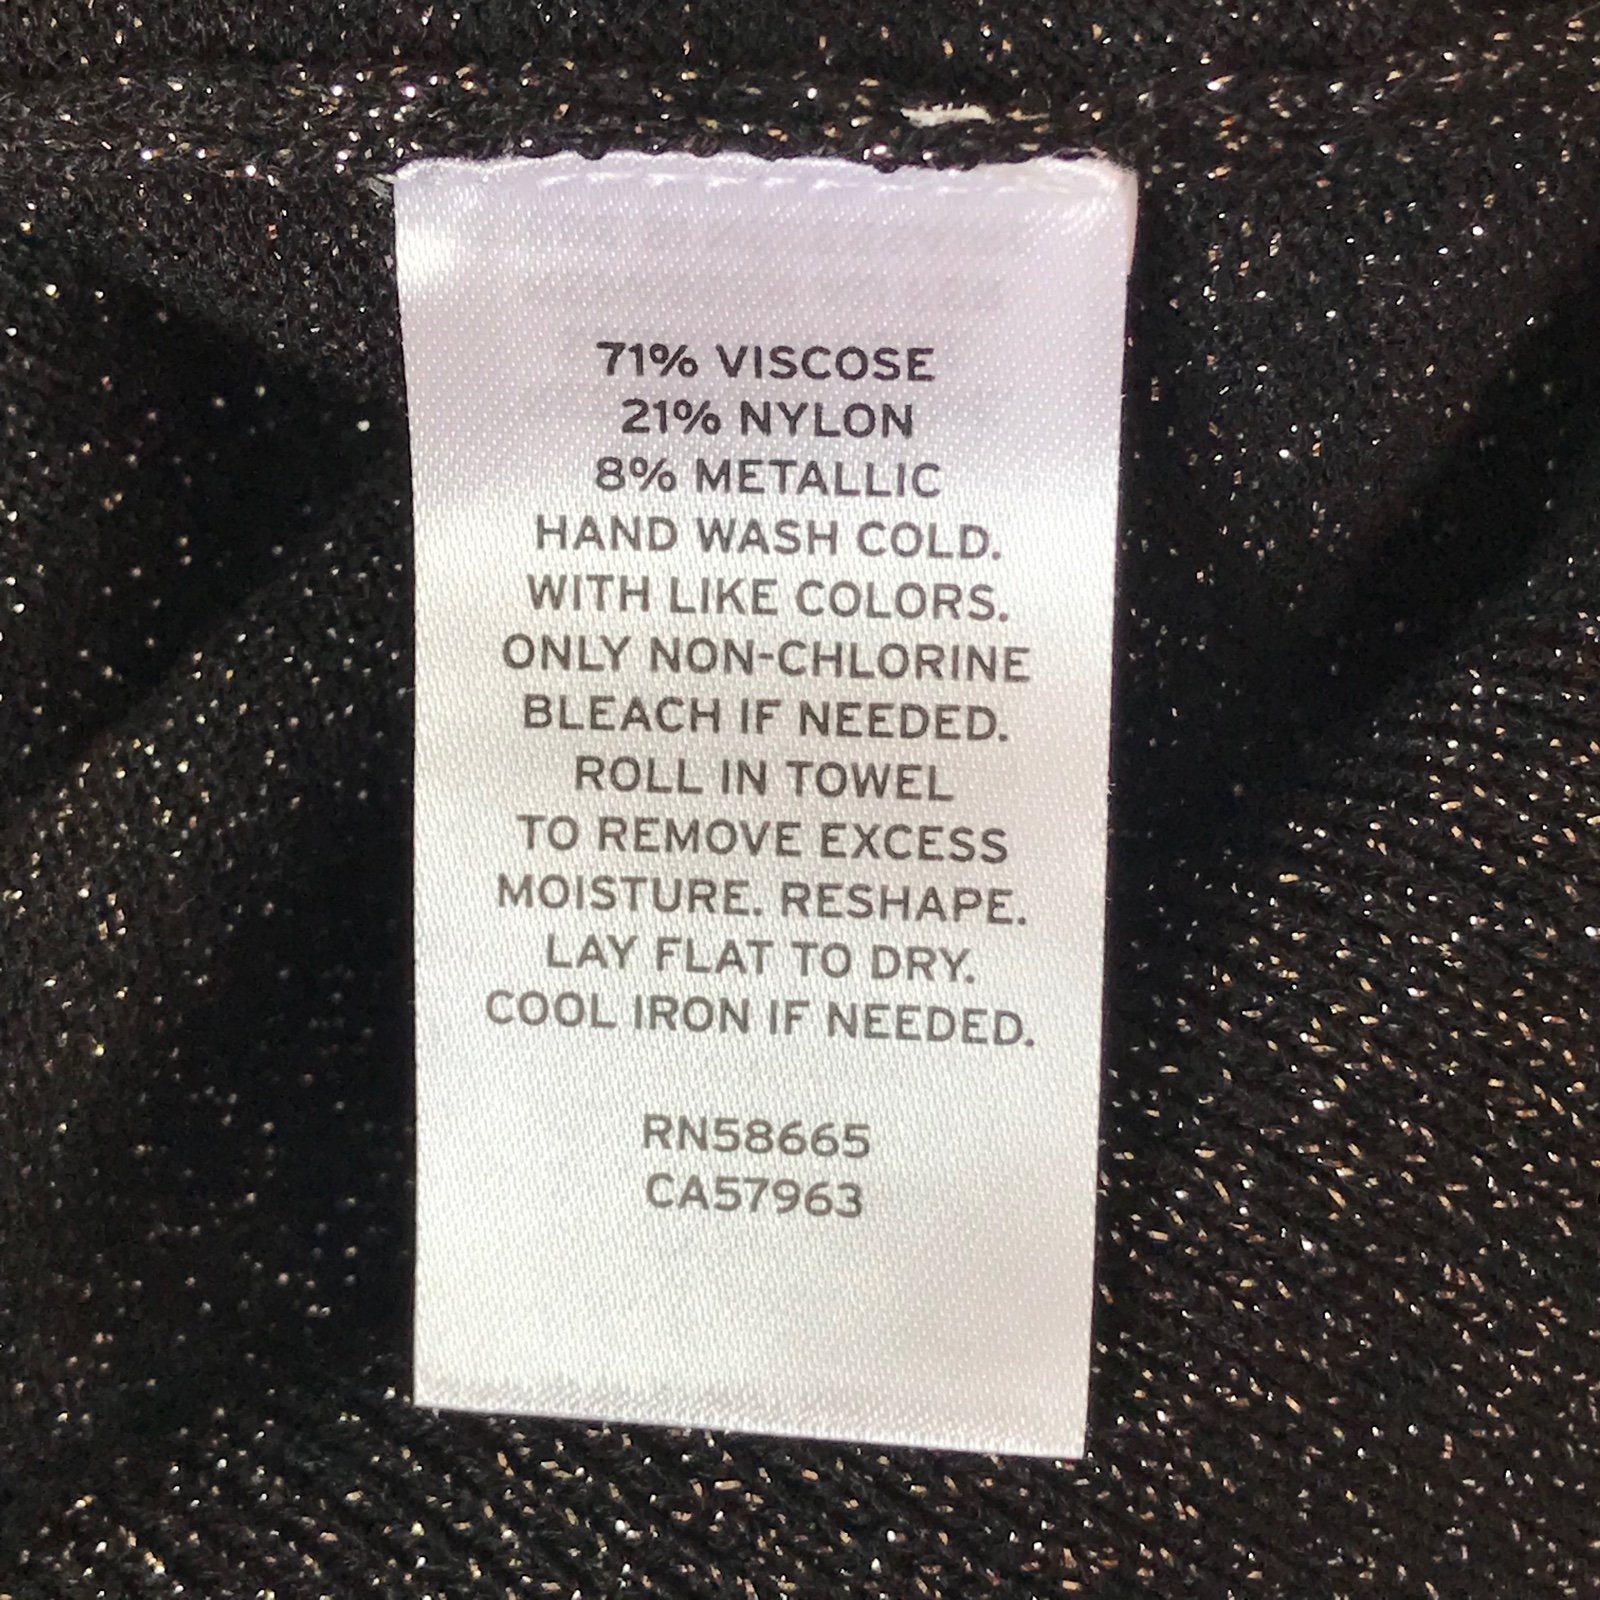 71% VISCOSE
21% NYLON
8% METALLIC
HAND WASH COLD.
WITH LIKE COLORS.
ONLY NON-CHLORINE
BLEACH IF NEEDED.
ROLL IN TOWEL
TO REMOVE EXCESS
MOISTURE. RESHAPE.
LAY FLAT TO DRY.
COOL IRON IF NEEDED.
RN58665
CA57963